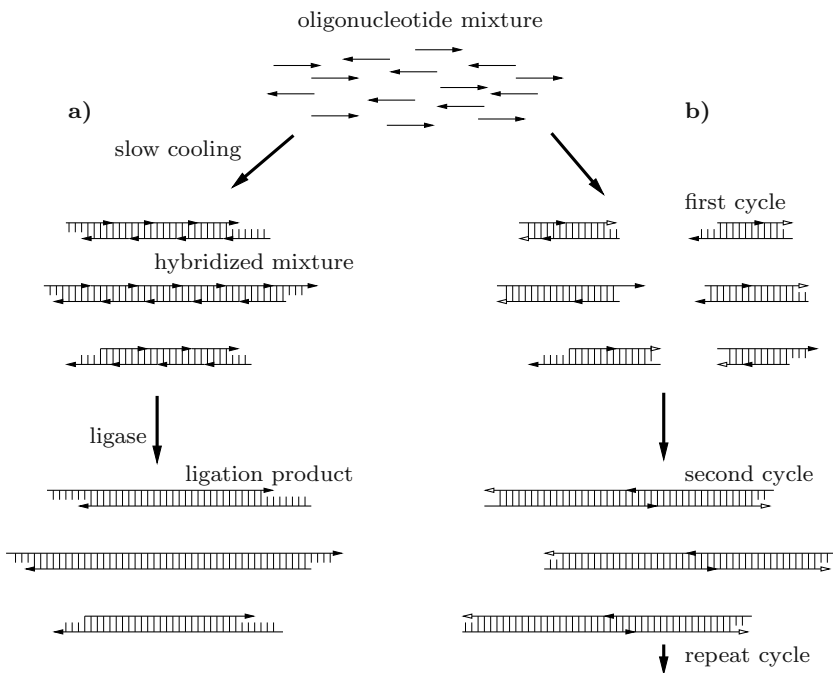 oligonucleotide mixture
a)
b)
slow cooling
first cycle
hybridized mixture
ligase
ligation product
second cycle
repeat cycle